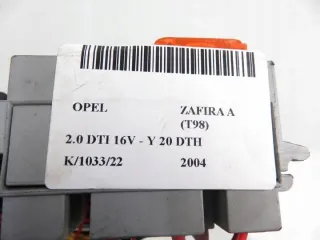 OPEL ZAFIRA A
(T98)
2.0 DTI 16V - Y 20 DTH
K/1033/22 2004